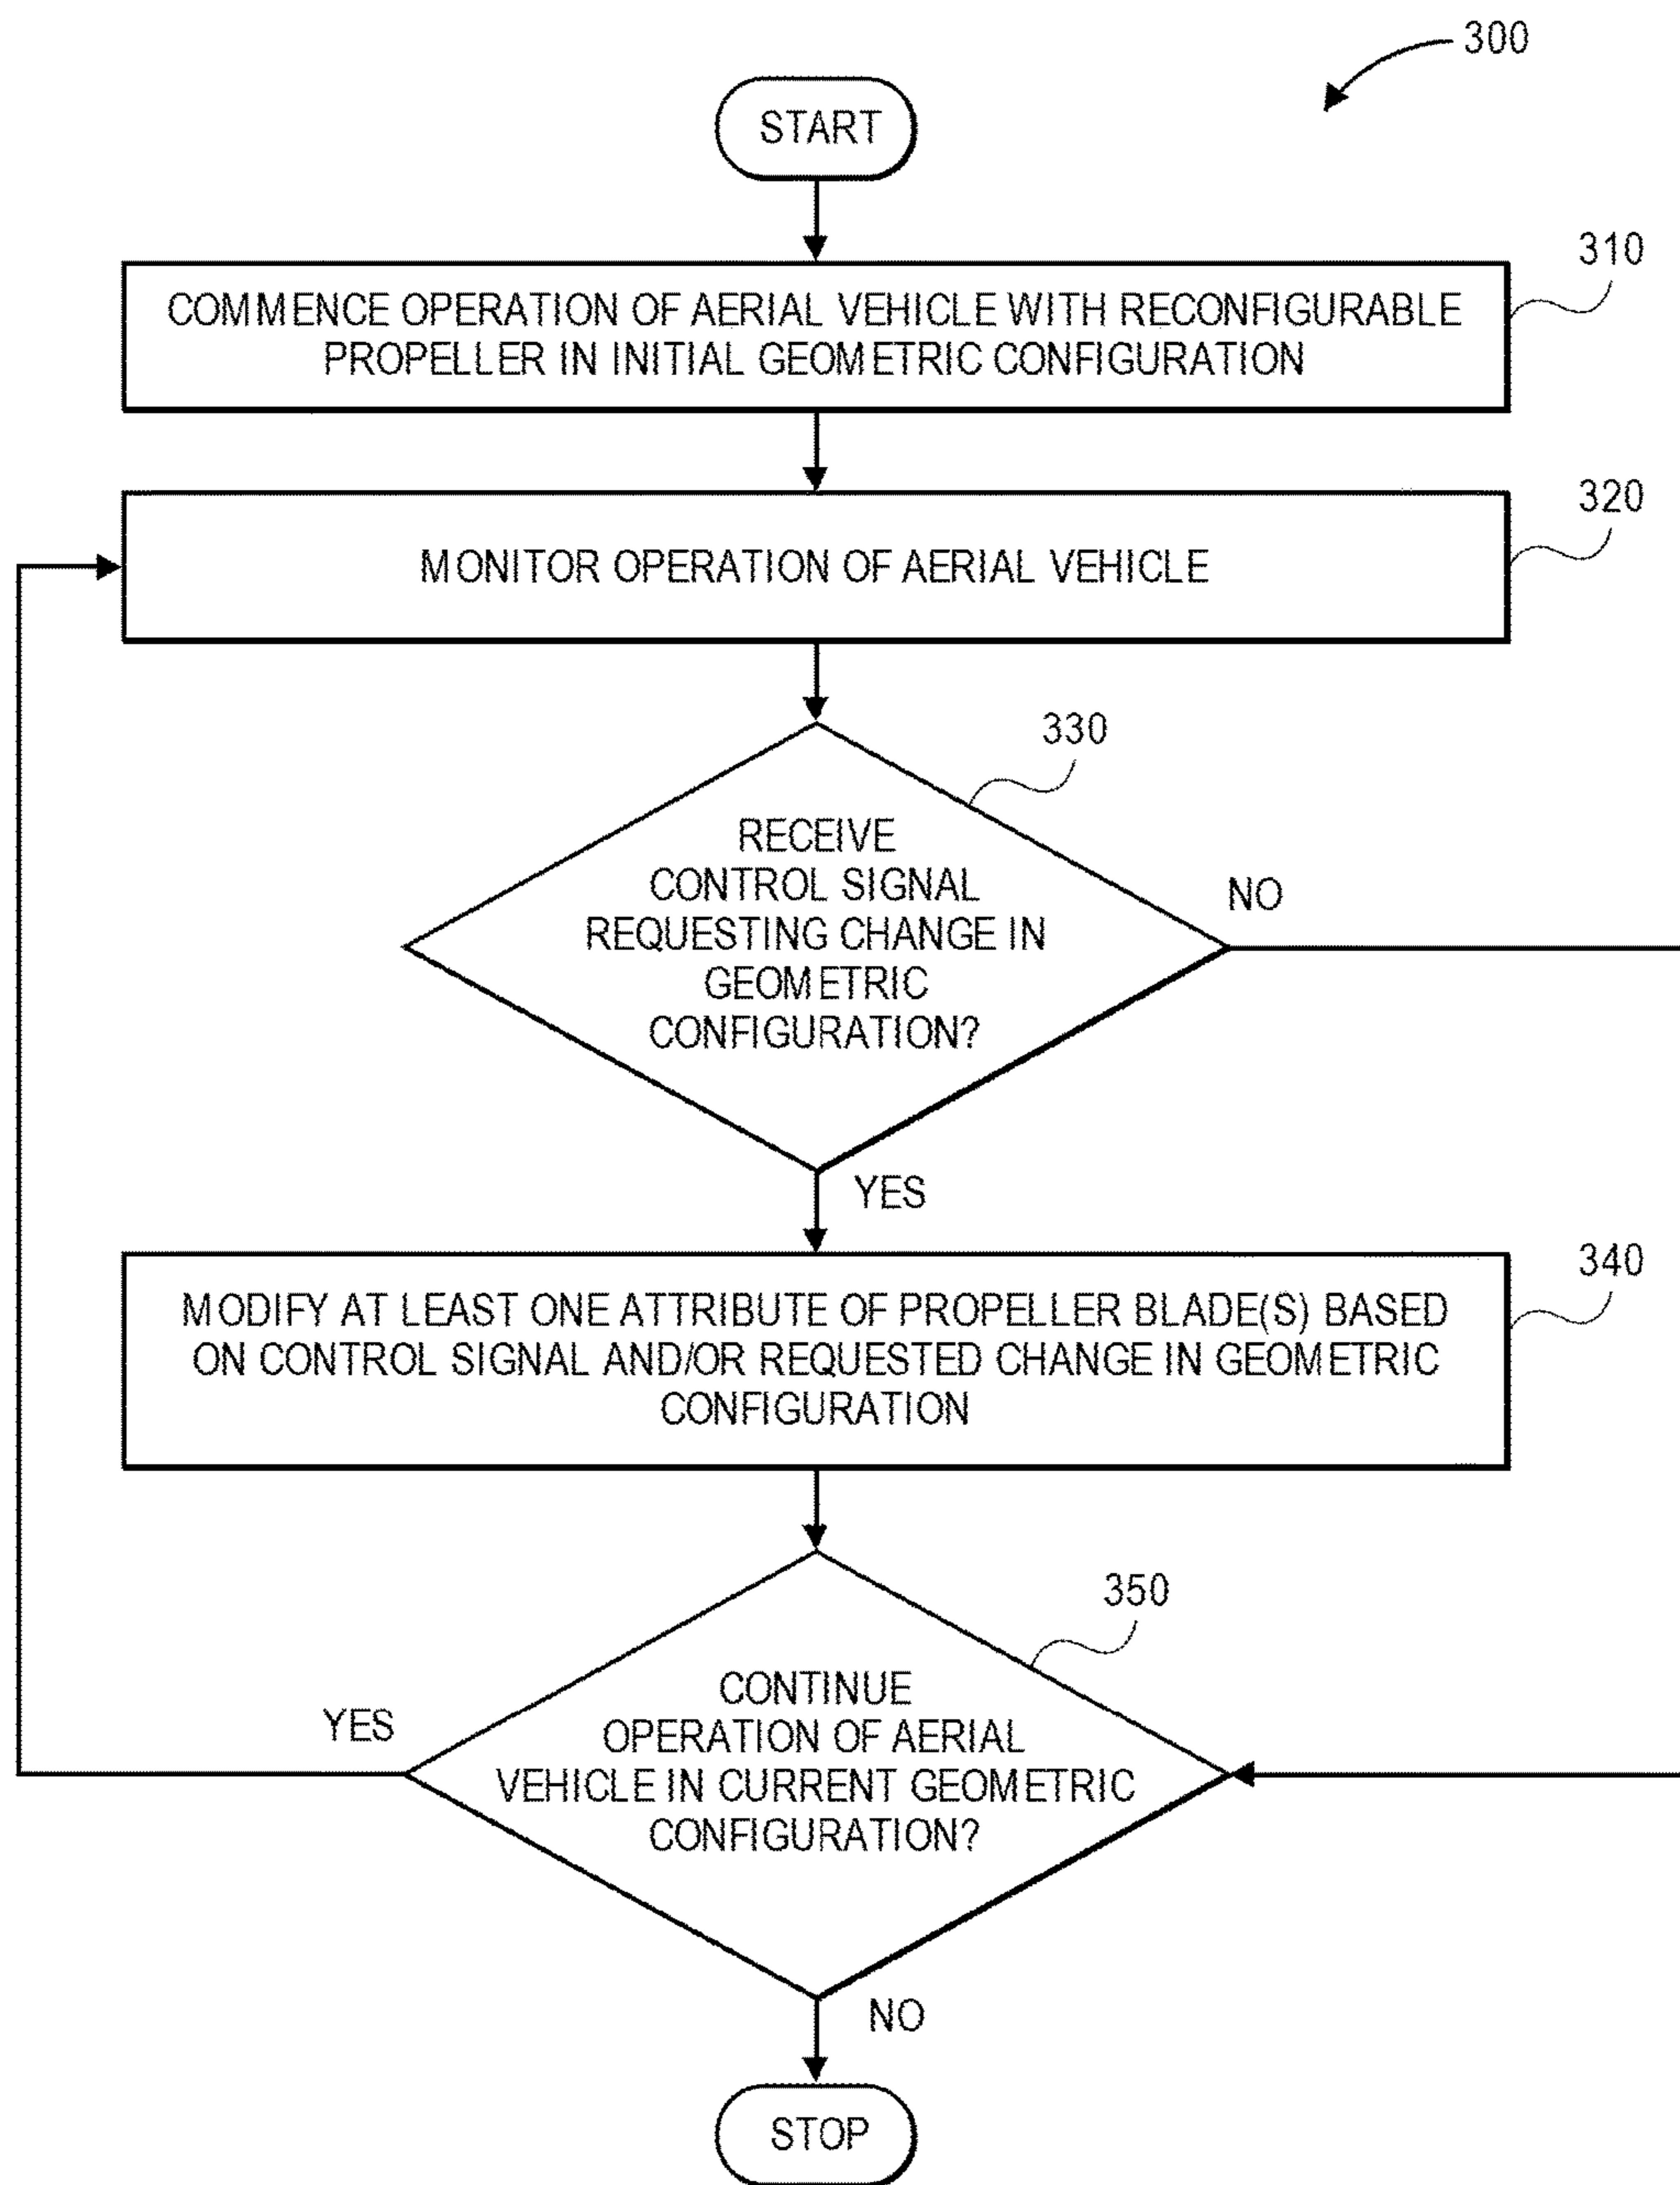 300
START
310
COMMENCE OPERATION OF AERIAL VEHICLE WITH RECONFIGURABLE
PROPELLER IN INITIAL GEOMETRIC CONFIGURATION
320
MONITOR OPERATION OF AERIAL VEHICLE
330
RECEIVE
CONTROL SIGNAL
REQUESTING CHANGE IN
GEOMETRIC
CONFIGURATION?
NO
YES
340
MODIFY AT LEAST ONE ATTRIBUTE OF PROPELLER BLADE(S) BASED
ON CONTROL SIGNAL AND/OR REQUESTED CHANGE IN GEOMETRIC
CONFIGURATION
350
CONTINUE
OPERATION OF AERIAL
VEHICLE IN CURRENT GEOMETRIC
CONFIGURATION?
YES
NO
STOP